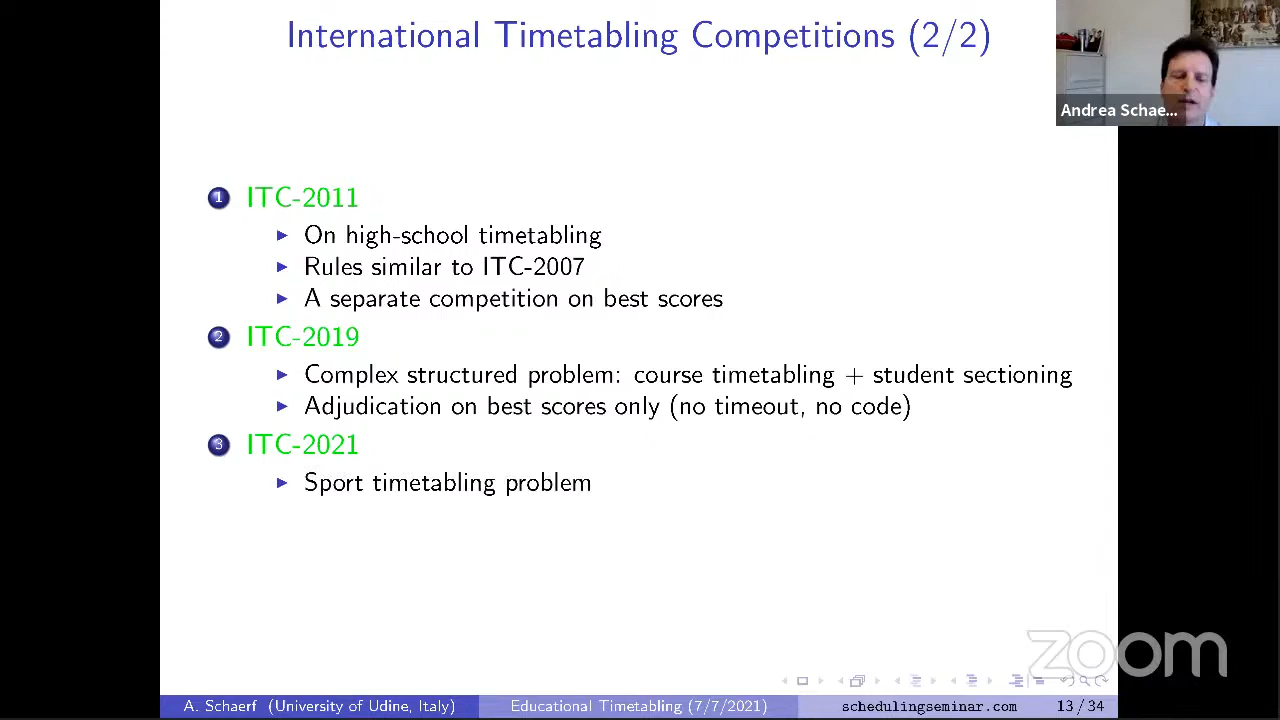 International Timetabling Competitions (2/2)
Andrea Schae...
1 ITC-2011
On high-school timetabling
Rules similar to ITC-2007
A separate competition on best scores
2 ITC-2019
Complex structured problem: course timetabling + student sectioning
Adjudication on best scores only (no timeout, no code)
3 ITC-2021
Sport timetabling problem
zoom
A. Schaerf (University of Udine, Italy) Educational Timetabling (7/7/2021) schedulingseminar.com 13 / 34